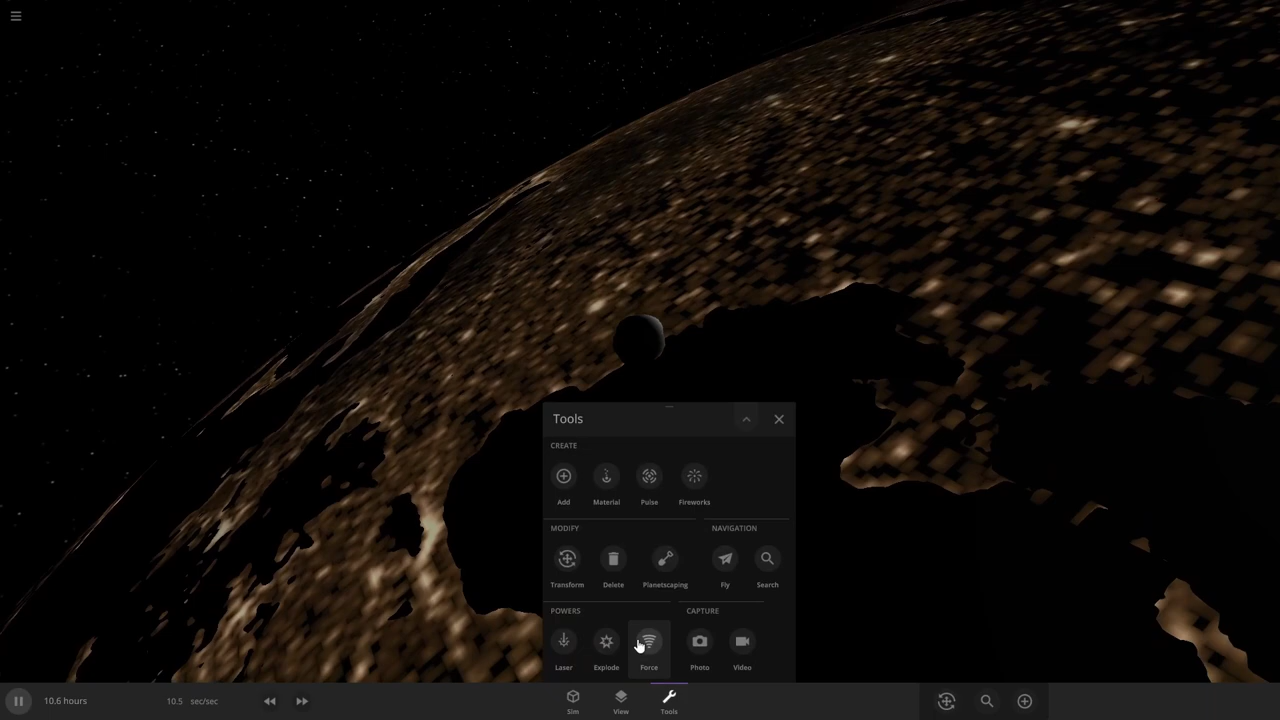 Tools
CREATE
Add Material Pulse Fireworks
MODIFY NAVIGATION
Transform Delete Planetscaping Fly Search
POWERS CAPTURE
Laser Explode Force Photo Video
10.6 hours 10.5 sec/sec
Sim View Tools